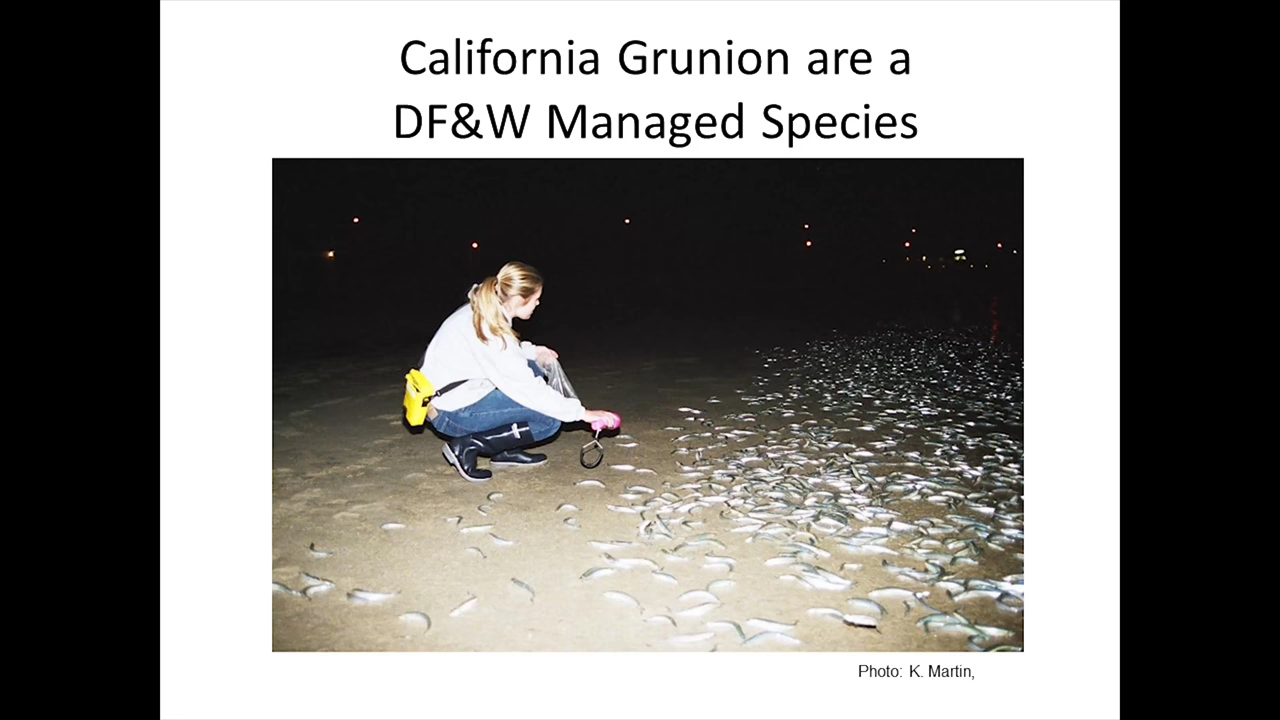 California Grunion are a
DF&W Managed Species
Photo: K. Martin,